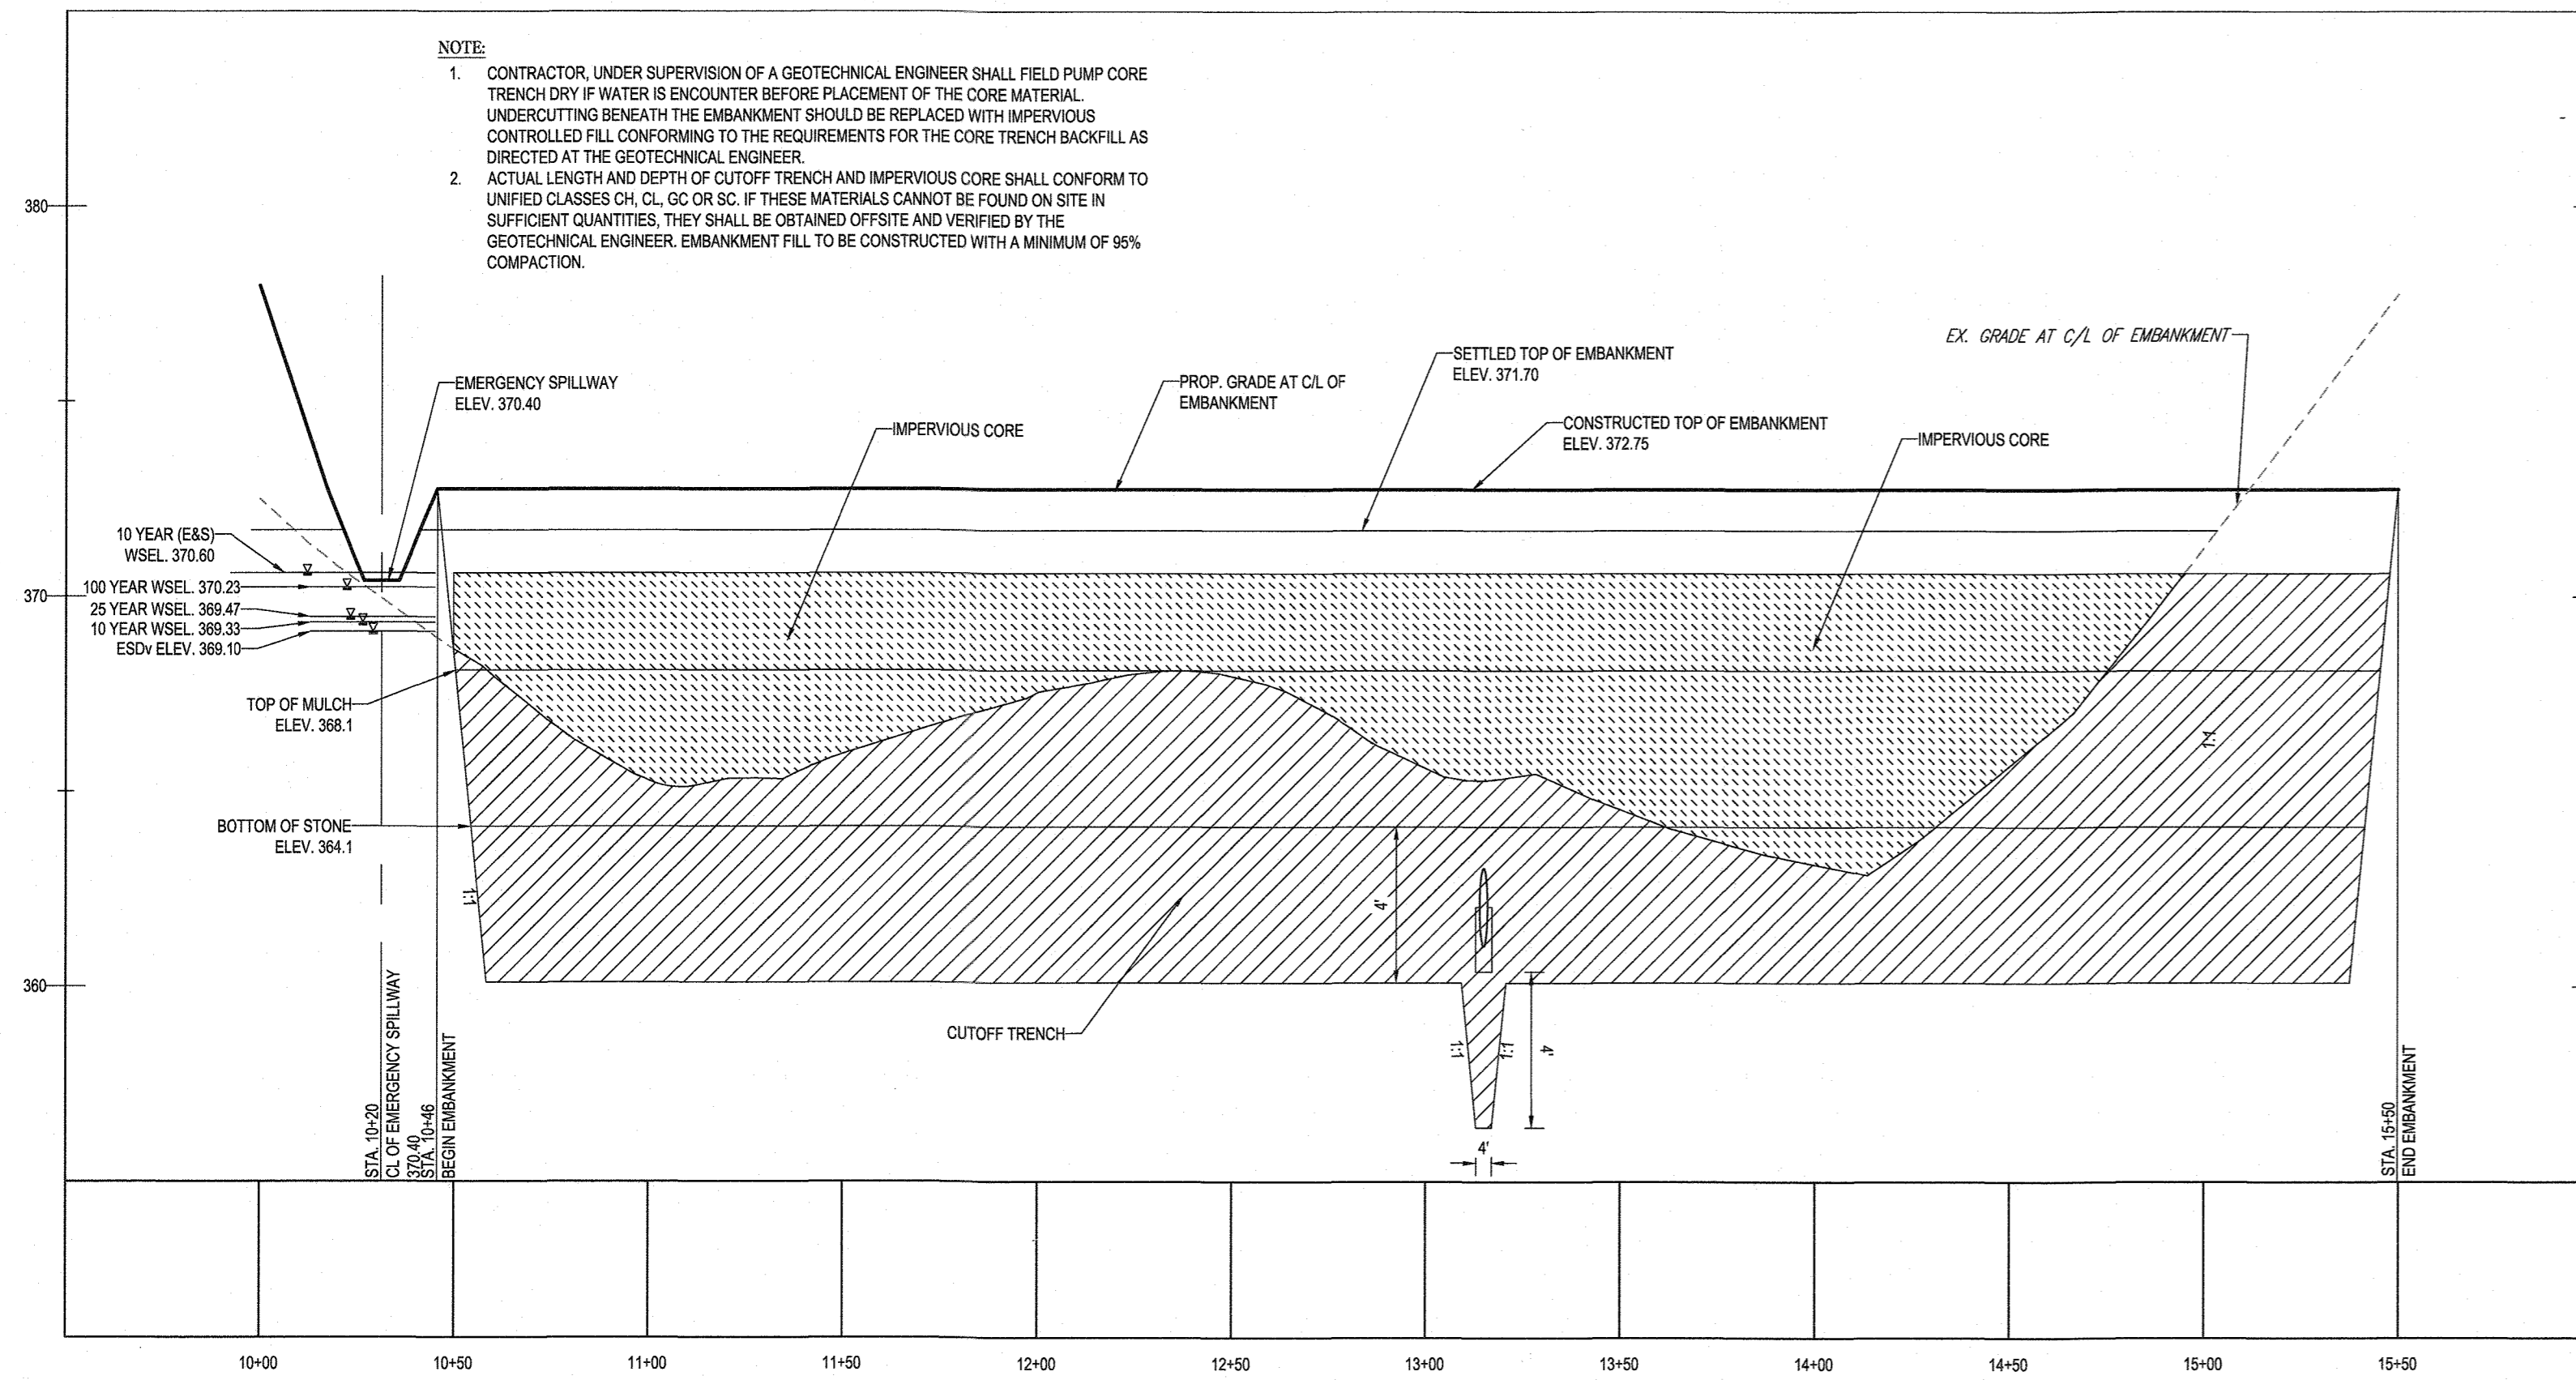 NOTE:
1. CONTRACTOR, UNDER SUPERVISION OF A GEOTECHNICAL ENGINEER SHALL FIELD PUMP CORE
TRENCH DRY IF WATER IS ENCOUNTER BEFORE PLACEMENT OF THE CORE MATERIAL.
UNDERCUTTING BENEATH THE EMBANKMENT SHOULD BE REPLACED WITH IMPERVIOUS
CONTROLLED FILL CONFORMING TO THE REQUIREMENTS FOR THE CORE TRENCH BACKFILL AS
DIRECTED AT THE GEOTECHNICAL ENGINEER.
2. ACTUAL LENGTH AND DEPTH OF CUTOFF TRENCH AND IMPERVIOUS CORE SHALL CONFORM TO
UNIFIED CLASSES CH, CL, GC OR SC. IF THESE MATERIALS CANNOT BE FOUND ON SITE IN
SUFFICIENT QUANTITIES, THEY SHALL BE OBTAINED OFFSITE AND VERIFIED BY THE
GEOTECHNICAL ENGINEER. EMBANKMENT FILL TO BE CONSTRUCTED WITH A MINIMUM OF 95%
COMPACTION.
380
EX. GRADE AT C/L OF EMBANKMENT
SETTLED TOP OF EMBANKMENT
ELEV. 371.70
EMERGENCY SPILLWAY
ELEV. 370.40
PROP. GRADE AT C/L OF
EMBANKMENT
IMPERVIOUS CORE
CONSTRUCTED TOP OF EMBANKMENT
ELEV. 372.75
IMPERVIOUS CORE
10 YEAR (E&S)
WSEL. 370.60
100 YEAR WSEL. 370.23
370
25 YEAR WSEL. 369.47
10 YEAR WSEL. 369.33
ESDv ELEV. 369.10
TOP OF MULCH
ELEV. 368.1
1:1
BOTTOM OF STONE
ELEV. 364.1
1:1
4'
360
CUTOFF TRENCH
1:1
1:1
4'
4'
STA. 10+20
CL OF EMERGENCY SPILLWAY
370.40
STA. 10+46
BEGIN EMBANKMENT
STA. 15+50
END EMBANKMENT
10+00
10+50
11+00
11+50
12+00
12+50
13+00
13+50
14+00
14+50
15+00
15+50